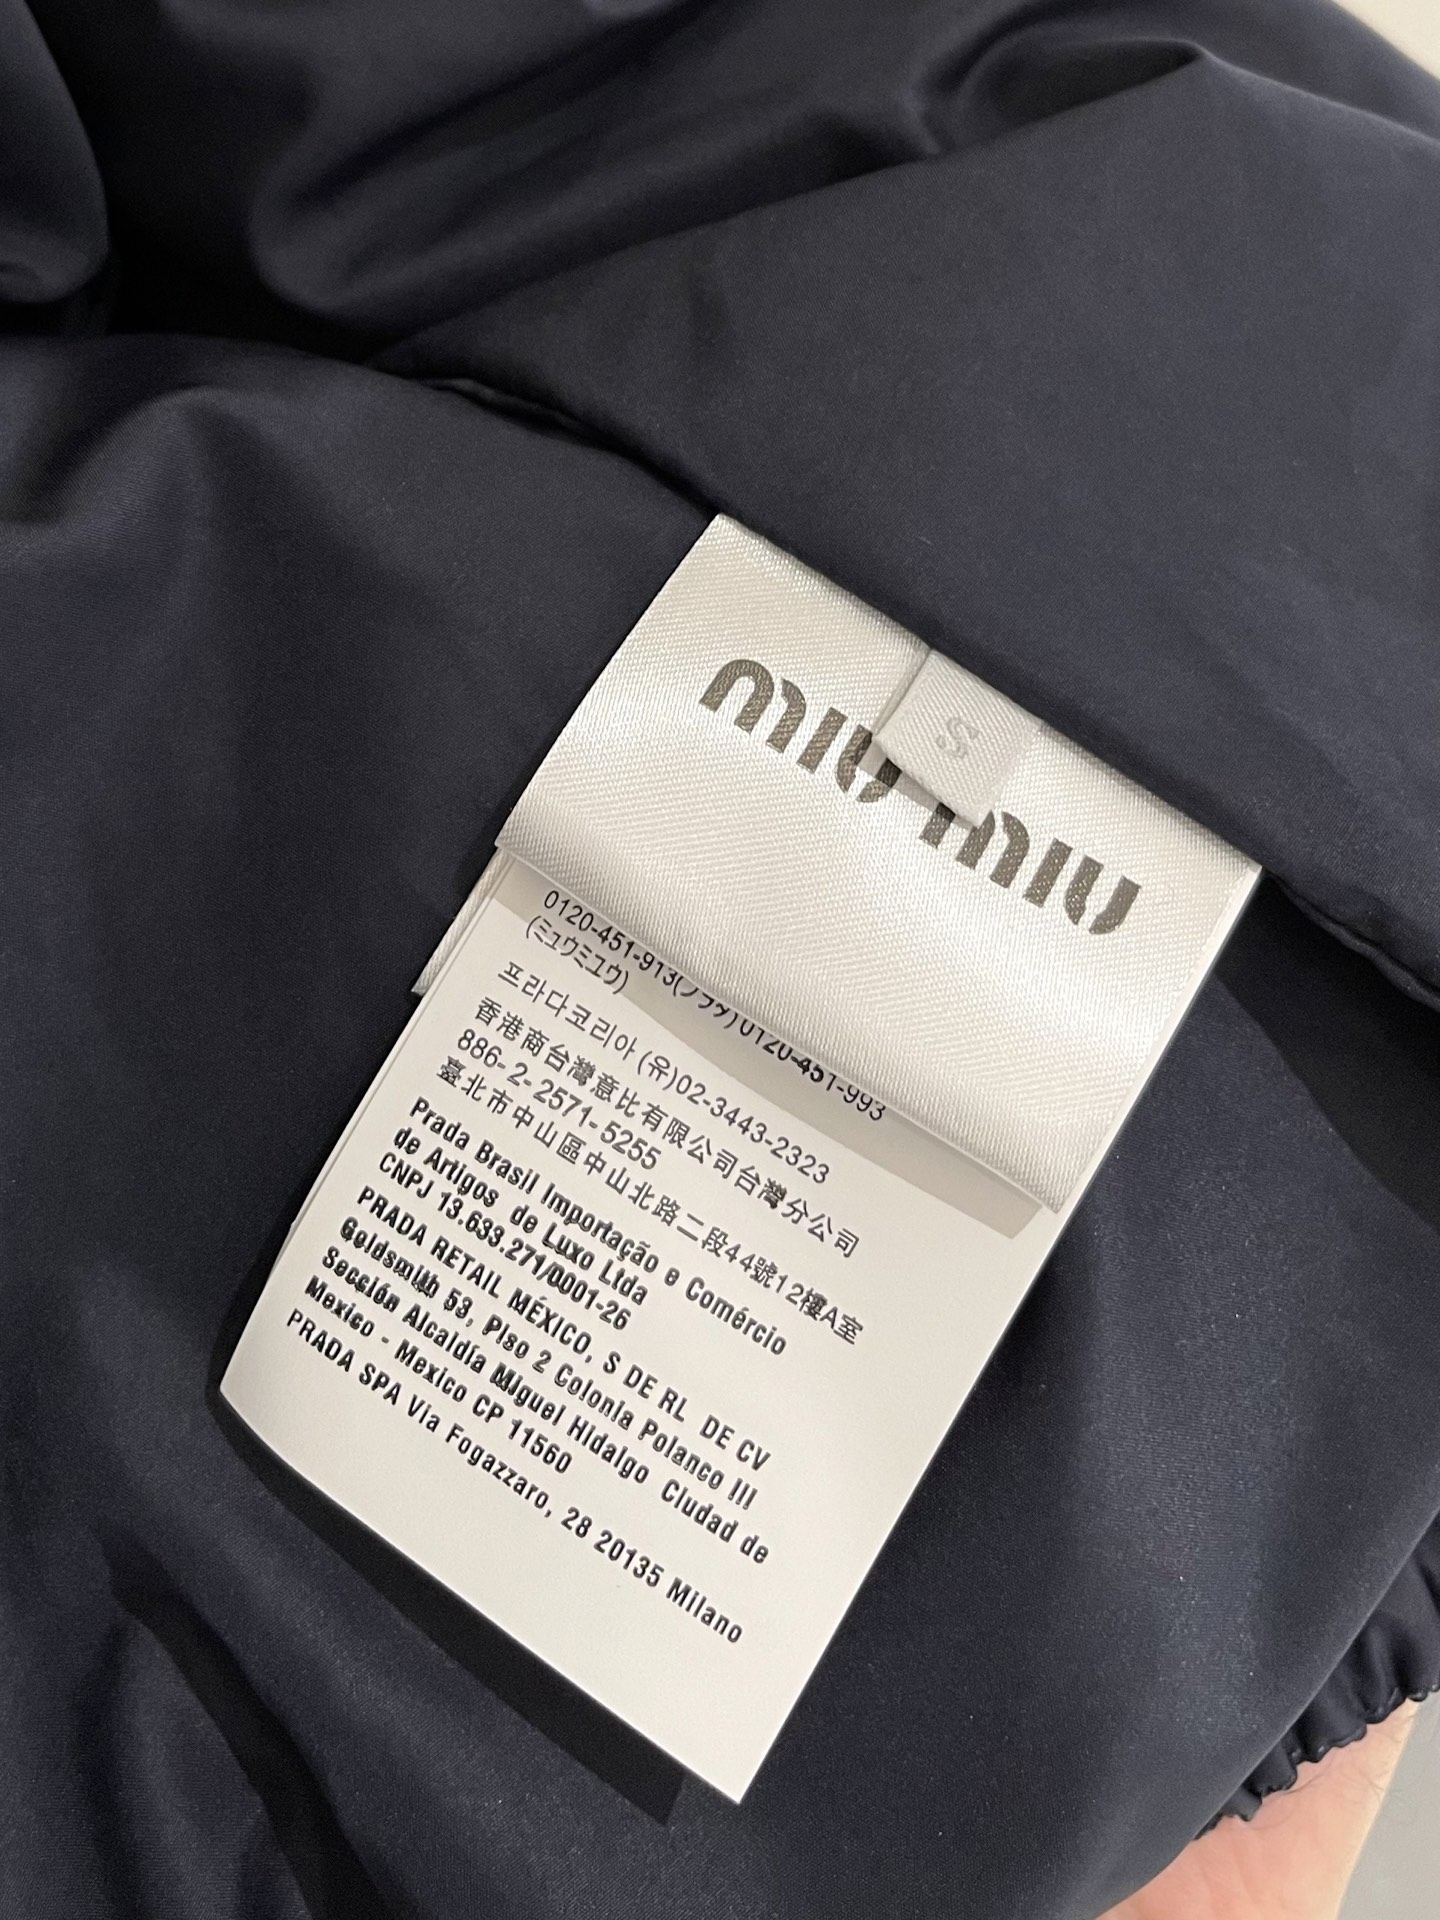 miu miu
S
0120-451-913(プラダ) 0120-451-993
(ミュウミュウ)
프라다코리아 (유)02-3443-2323
香港商台灣意比有限公司台灣分公司
886-2-2571-5255
臺北市中山區中山北路二段44號12樓A室
Prada Brasil Importação e Comércio
de Artigos de Luxo Ltda
CNPJ 13.633.271/0001-26
PRADA RETAIL MÉXICO, S DE RL DE CV
Goldsmith 53, Piso 2 Colonia Polanco III
Sección Alcaldía Miguel Hidalgo Ciudad de
Mexico - Mexico CP 11560
PRADA SPA Via Fogazzaro, 28 20135 Milano